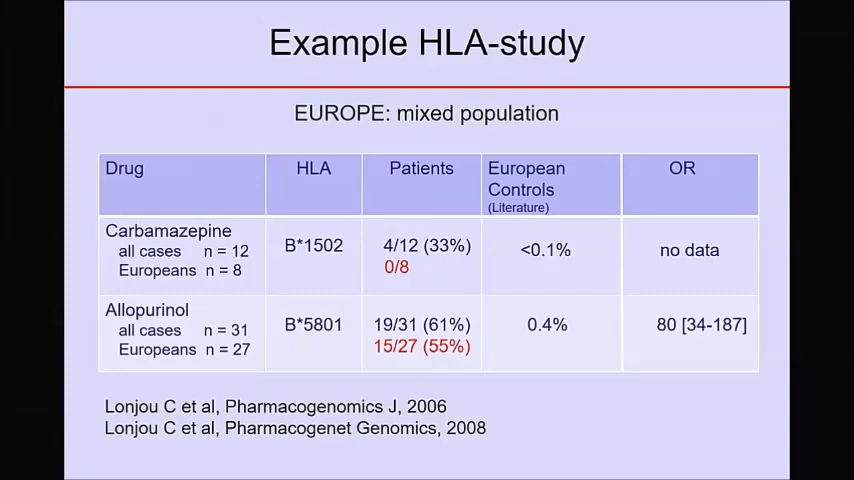 Example HLA-study
EUROPE: mixed population
Drug HLA Patients European Controls (Literature) OR
Carbamazepine
all cases n = 12
Europeans n = 8
B*1502
4/12 (33%)
0/8
<0.1%
no data
Allopurinol
all cases n = 31
Europeans n = 27
B*5801
19/31 (61%)
15/27 (55%)
0.4%
80 [34-187]
Lonjou C et al, Pharmacogenomics J, 2006
Lonjou C et al, Pharmacogenet Genomics, 2008